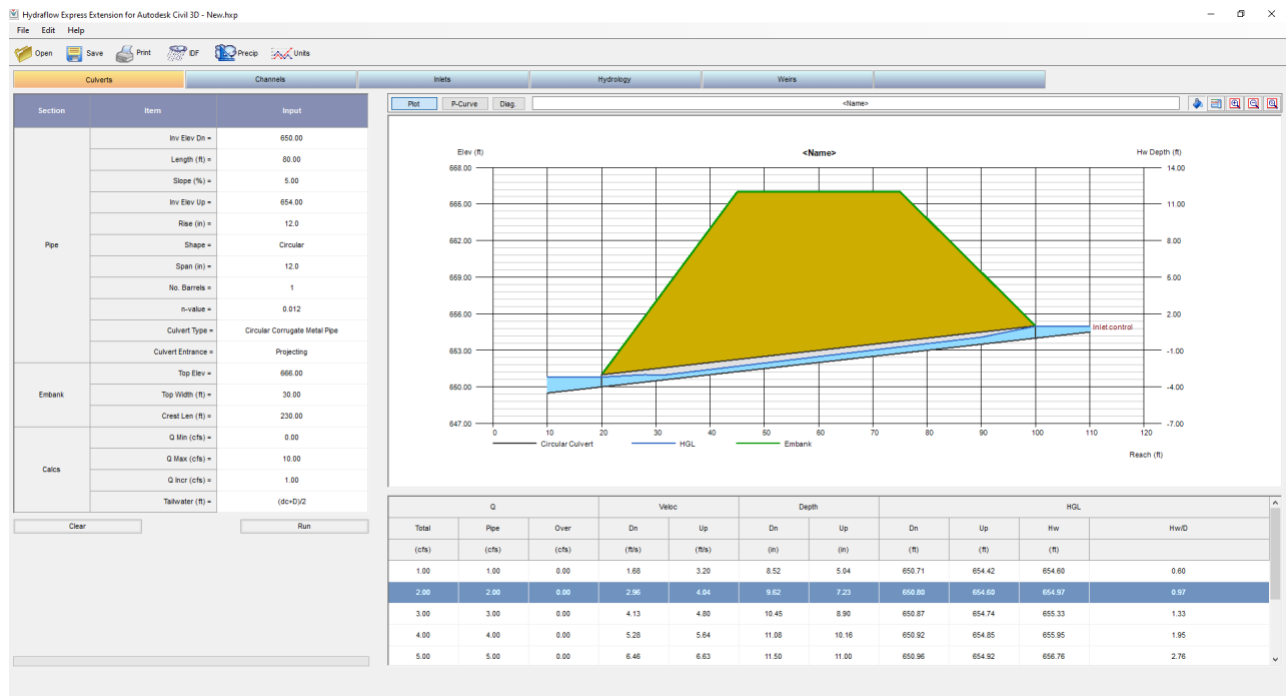 Hydraflow Express Extension for Autodesk Civil 3D - New.hxp
File Edit Help
Open Save Print IDF Precip Units
Culverts Channels Inlets Hydrology Weirs
Section Item Input
Pipe
Inv Elev Dn = 650.00
Length (ft) = 80.00
Slope (%) = 5.00
Inv Elev Up = 654.00
Rise (in) = 12.0
Shape = Circular
Span (in) = 12.0
No. Barrels = 1
n-value = 0.012
Culvert Type = Circular Corrugate Metal Pipe
Culvert Entrance = Projecting
Embank
Top Elev = 666.00
Top Width (ft) = 30.00
Crest Len (ft) = 230.00
Calcs
Q Min (cfs) = 0.00
Q Max (cfs) = 10.00
Q Incr (cfs) = 1.00
Tailwater (ft) = (dc+D)/2
Clear Run
Plot P-Curve Diag. <Name>
Elev (ft) <Name> Hw Depth (ft)
668.00 14.00
665.00 11.00
662.00 8.00
659.00 5.00
656.00 2.00
Inlet control
653.00 -1.00
650.00 -4.00
647.00 -7.00
0 10 20 30 40 50 60 70 80 90 100 110 120
Circular Culvert HGL Embank
Reach (ft)
Q Veloc Depth HGL
Total Pipe Over Dn Up Dn Up Dn Up Hw Hw/D
(cfs) (cfs) (cfs) (ft/s) (ft/s) (in) (in) (ft) (ft) (ft)
1.00 1.00 0.00 1.68 3.20 8.52 5.04 650.71 654.42 654.60 0.60
2.00 2.00 0.00 2.96 4.04 9.62 7.23 650.80 654.60 654.97 0.97
3.00 3.00 0.00 4.13 4.80 10.45 8.90 650.87 654.74 655.33 1.33
4.00 4.00 0.00 5.28 5.64 11.08 10.16 650.92 654.85 655.95 1.95
5.00 5.00 0.00 6.46 6.63 11.50 11.00 650.96 654.92 656.76 2.76